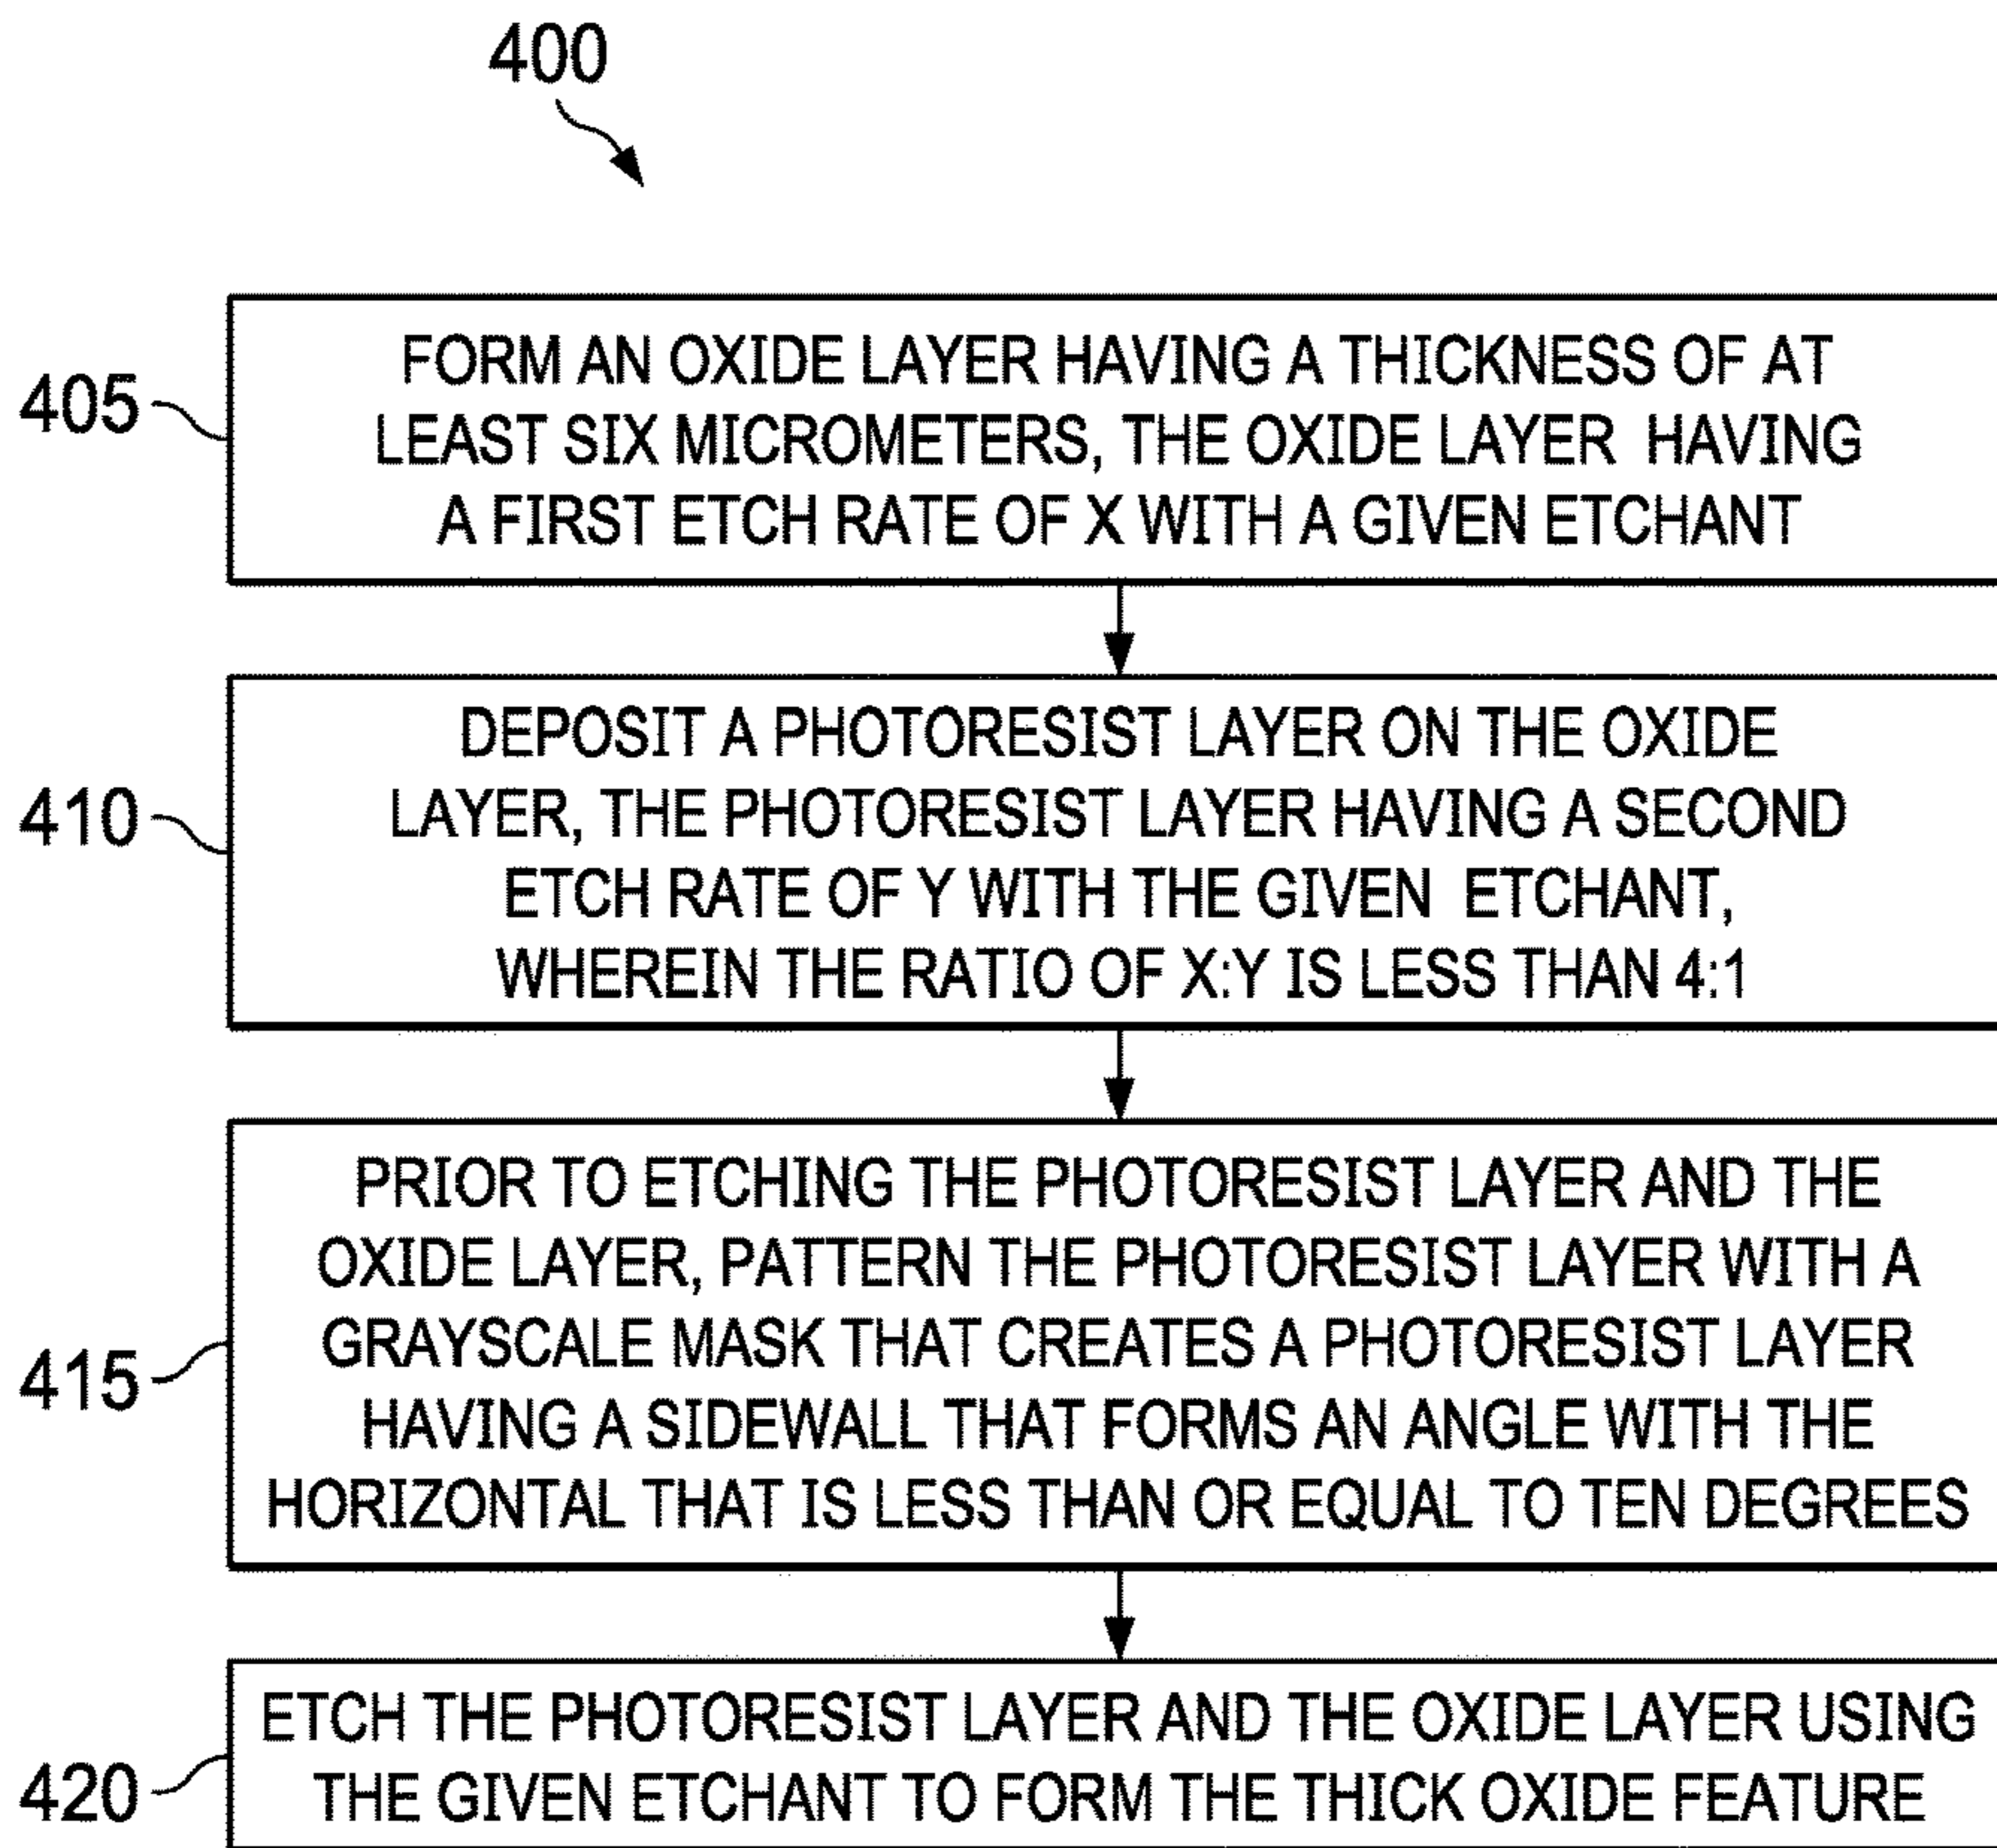 400
405
FORM AN OXIDE LAYER HAVING A THICKNESS OF AT
LEAST SIX MICROMETERS, THE OXIDE LAYER HAVING
A FIRST ETCH RATE OF X WITH A GIVEN ETCHANT
410
DEPOSIT A PHOTORESIST LAYER ON THE OXIDE
LAYER, THE PHOTORESIST LAYER HAVING A SECOND
ETCH RATE OF Y WITH THE GIVEN ETCHANT,
WHEREIN THE RATIO OF X:Y IS LESS THAN 4:1
415
PRIOR TO ETCHING THE PHOTORESIST LAYER AND THE
OXIDE LAYER, PATTERN THE PHOTORESIST LAYER WITH A
GRAYSCALE MASK THAT CREATES A PHOTORESIST LAYER
HAVING A SIDEWALL THAT FORMS AN ANGLE WITH THE
HORIZONTAL THAT IS LESS THAN OR EQUAL TO TEN DEGREES
420
ETCH THE PHOTORESIST LAYER AND THE OXIDE LAYER USING
THE GIVEN ETCHANT TO FORM THE THICK OXIDE FEATURE